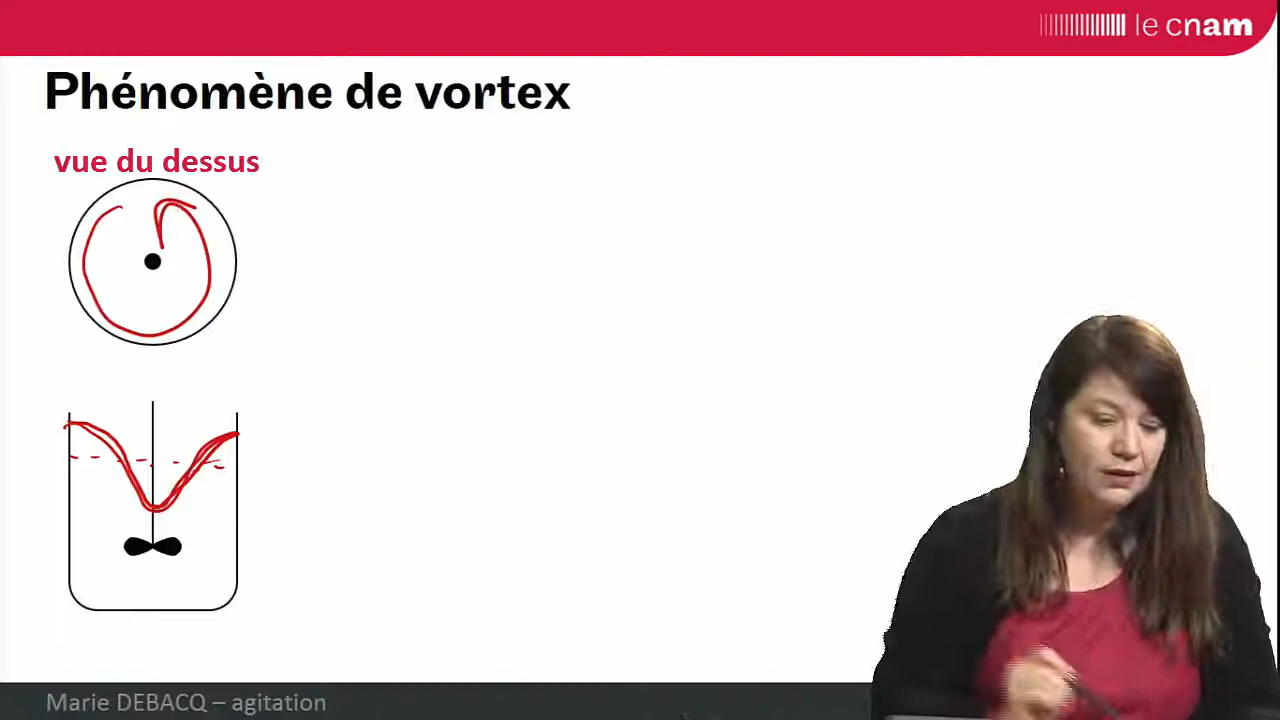 le cnam
Phénomène de vortex
vue du dessus
Marie DEBACQ – agitation